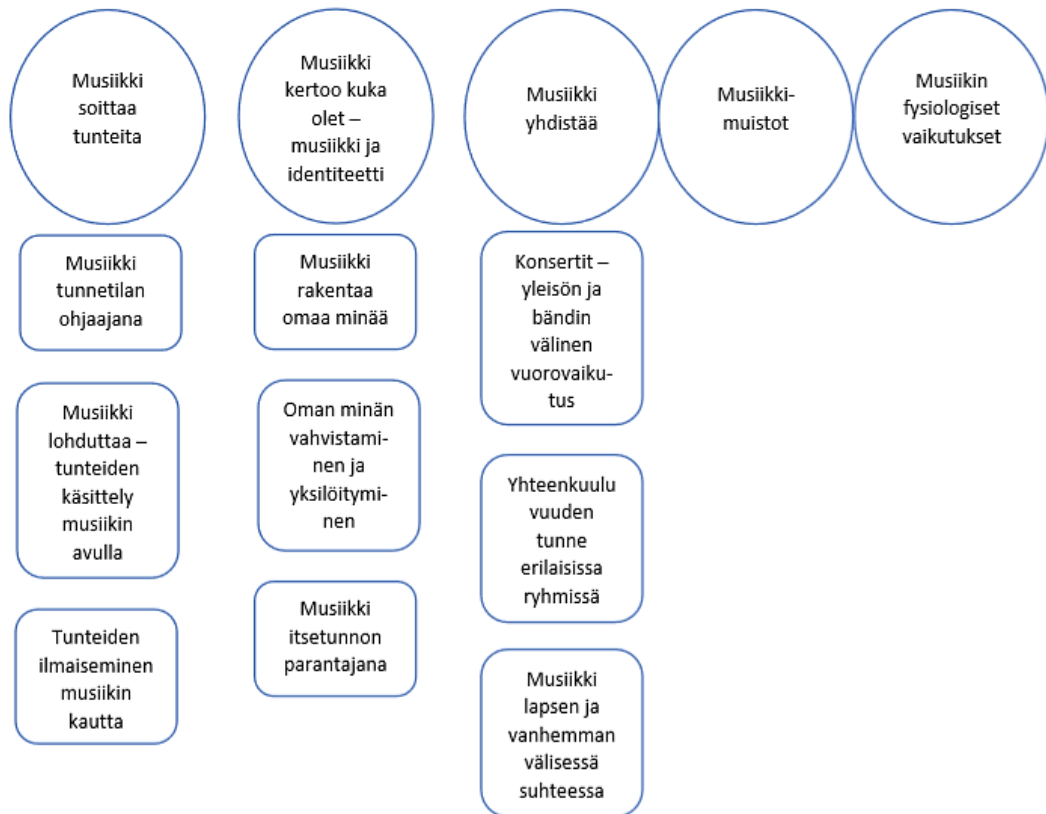 Musiikki
soittaa
tunteita
Musiikki
kertoo kuka
olet –
musiikki ja
identiteetti
Musiikki
yhdistää
Musiikki-
muistot
Musiikin
fysiologiset
vaikutukset
Musiikki
tunnetilan
ohjaajana
Musiikki
lohduttaa –
tunteiden
käsittely
musiikin
avulla
Tunteiden
ilmaiseminen
musiikin
kautta
Musiikki
rakentaa
omaa minää
Oman minän
vahvistami-
nen ja
yksilöitymi-
nen
Musiikki
itsetunnon
parantajana
Konsertit –
yleisön ja
bändin
välinen
vuorovaiku-
tus
Yhteenkuulu
vuuden
tunne
erilaisissa
ryhmissä
Musiikki
lapsen ja
vanhemman
välisessä
suhteessa